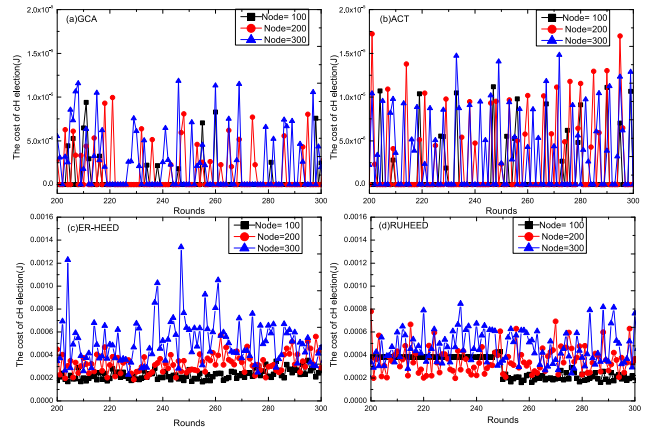 (a)GCA
Node= 100
Node=200
Node=300
2.0x10⁻⁵
1.5x10⁻⁵
1.0x10⁻⁵
5.0x10⁻⁶
0.0
The cost of cH election(J)
200 220 240 260 280 300
Rounds
(b)ACT
Node= 100
Node=200
Node=300
2.0x10⁻⁵
1.5x10⁻⁵
1.0x10⁻⁵
5.0x10⁻⁶
0.0
The cost of cH election(J)
200 220 240 260 280 300
Rounds
(c)ER-HEED
Node= 100
Node=200
Node=300
0.0016
0.0014
0.0012
0.0010
0.0008
0.0006
0.0004
0.0002
0.0000
The cost of cH election(J)
200 220 240 260 280 300
Rounds
(d)RUHEED
Node= 100
Node=200
Node=300
0.0016
0.0014
0.0012
0.0010
0.0008
0.0006
0.0004
0.0002
0.0000
The cost of cH election(J)
200 220 240 260 280 300
Rounds